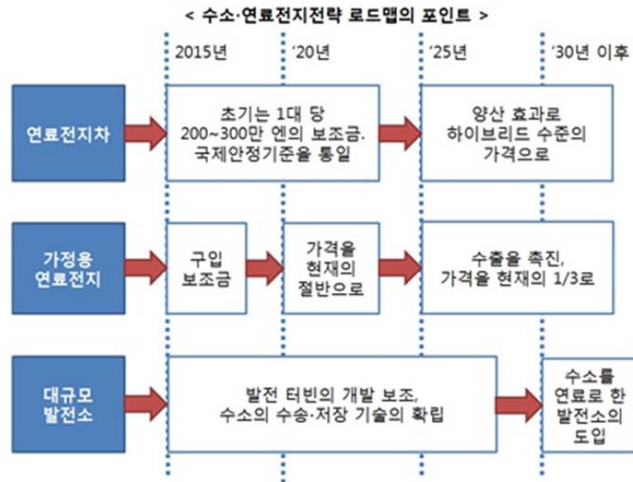 < 수소·연료전지전략 로드맵의 포인트 >
2015년 '20년 '25년 '30년 이후
연료전지차
초기는 1대 당
200~300만 엔의 보조금.
국제안정기준을 통일
양산 효과로
하이브리드 수준의
가격으로
가정용
연료전지
구입
보조금
가격을
현재의
절반으로
수출을 촉진,
가격을 현재의 1/3로
대규모
발전소
발전 터빈의 개발 보조,
수소의 수송·저장 기술의 확립
수소를
연료로 한
발전소의
도입